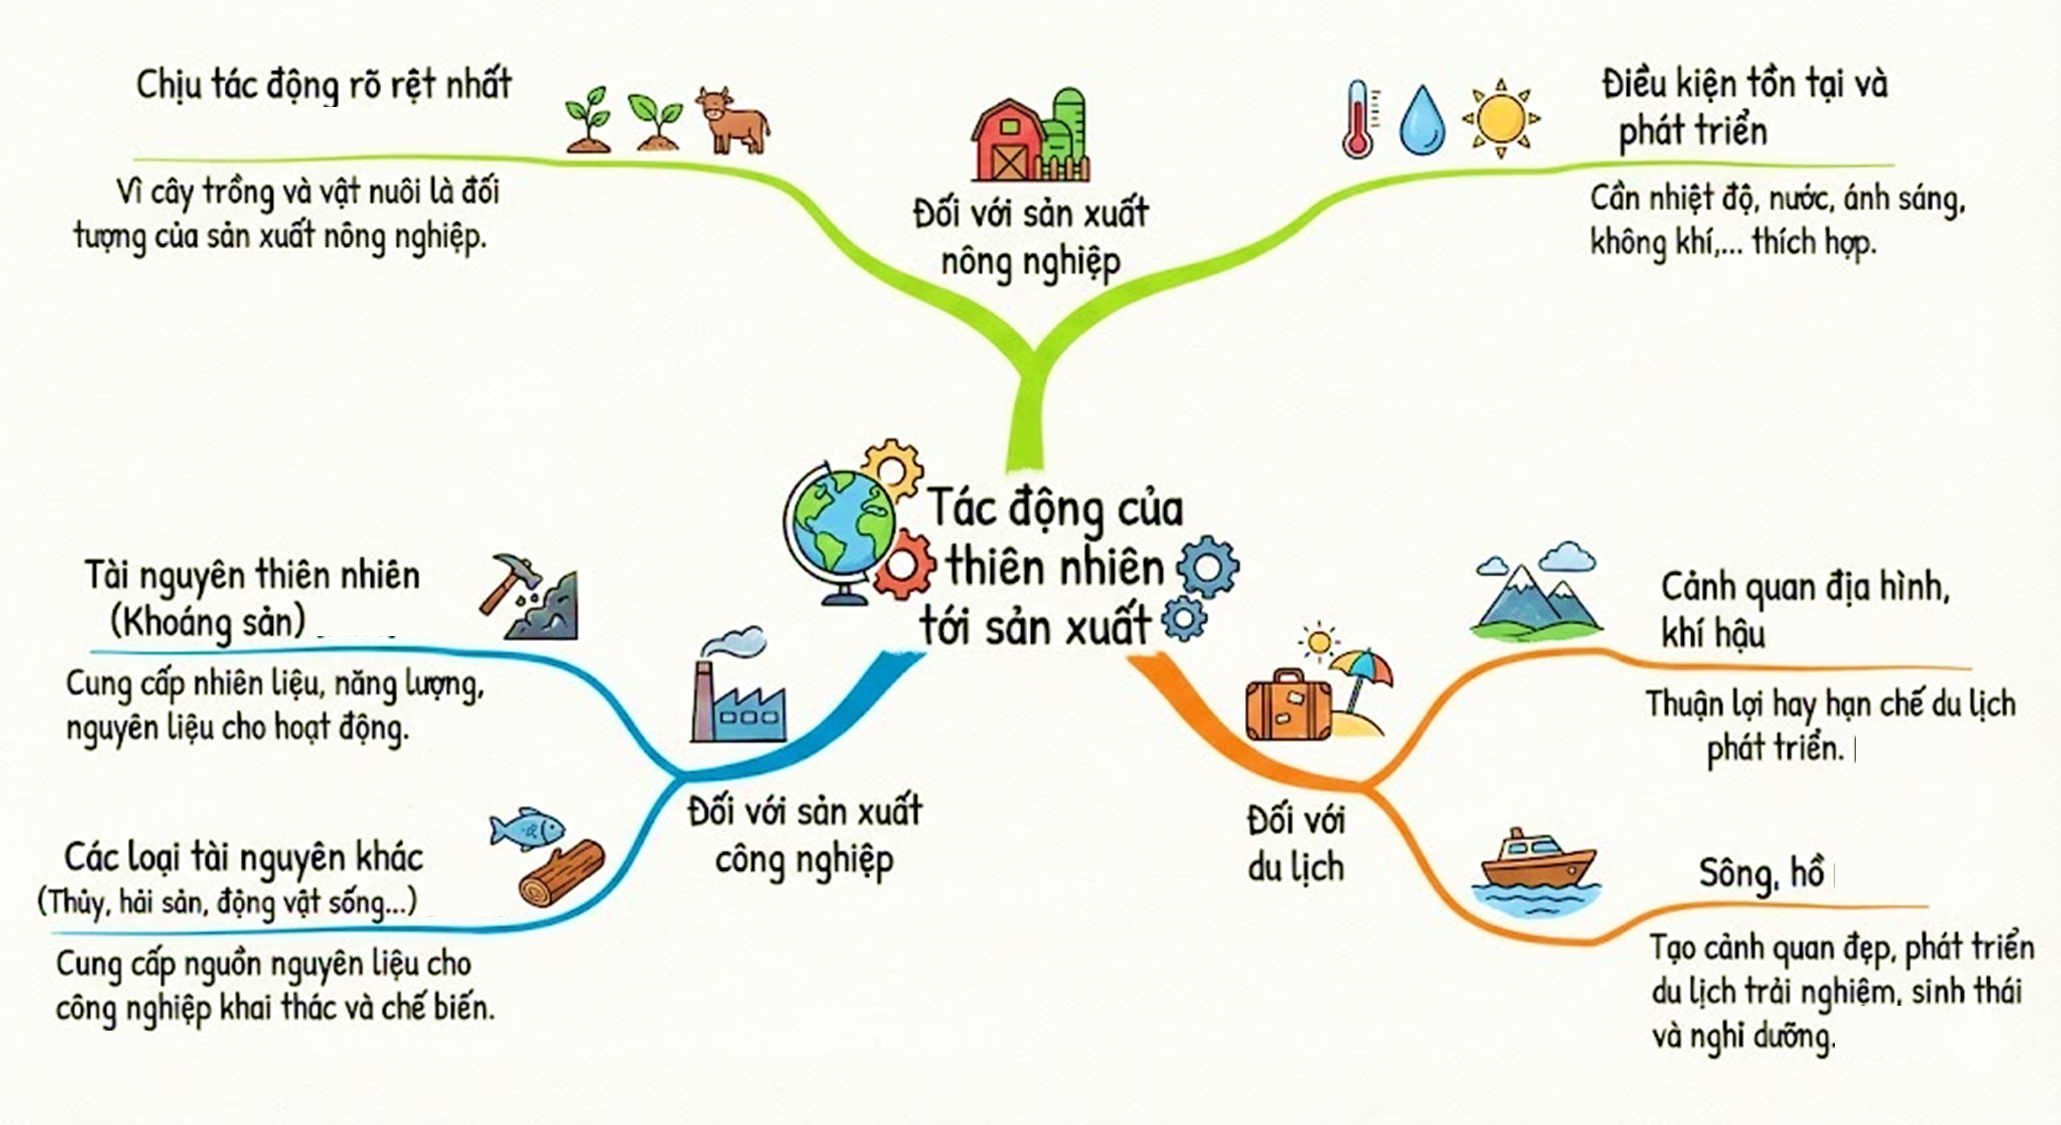 Tác động của
thiên nhiên
tới sản xuất
Đối với sản xuất
nông nghiệp
Chịu tác động rõ rệt nhất
Vì cây trồng và vật nuôi là đối
tượng của sản xuất nông nghiệp.
Điều kiện tồn tại và
phát triển
Cần nhiệt độ, nước, ánh sáng,
không khí,... thích hợp.
Đối với sản xuất
công nghiệp
Tài nguyên thiên nhiên
(Khoáng sản)
Cung cấp nhiên liệu, năng lượng,
nguyên liệu cho hoạt động.
Các loại tài nguyên khác
(Thủy, hải sản, động vật sống...)
Cung cấp nguồn nguyên liệu cho
công nghiệp khai thác và chế biến.
Đối với
du lịch
Cảnh quan địa hình,
khí hậu
Thuận lợi hay hạn chế du lịch
phát triển.
Sông, hồ
Tạo cảnh quan đẹp, phát triển
du lịch trải nghiệm, sinh thái
và nghỉ dưỡng.